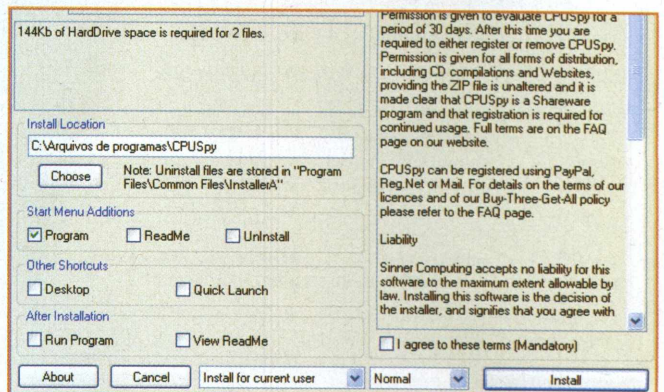 144Kb of HardDrive space is required for 2 files.
Install Location
C:\Arquivos de programas\CPUSpy
Choose
Note: Uninstall files are stored in "Program
Files\Common Files\InstallerA"
Start Menu Additions
Program
ReadMe
UnInstall
Other Shortcuts
Desktop
Quick Launch
After Installation
Run Program
View ReadMe
About
Cancel
Install for current user
Permission is given to evaluate CPUSpy for a
period of 30 days. After this time you are
required to either register or remove CPUSpy.
Permission is given for all forms of distribution,
including CD compilations and Websites,
providing the ZIP file is unaltered and it is
made clear that CPUSpy is a Shareware
program and that registration is required for
continued usage. Full terms are on the FAQ
page on our website.
CPUSpy can be registered using PayPal,
Reg.Net or Mail. For details on the terms of our
licences and of our Buy-Three-Get-All policy
please refer to the FAQ page.
Liability
Sinner Computing accepts no liability for this
software to the maximum extent allowable by
law. Installing this software is the decision of
the installer, and signifies that you agree with
I agree to these terms (Mandatory)
Normal
Install